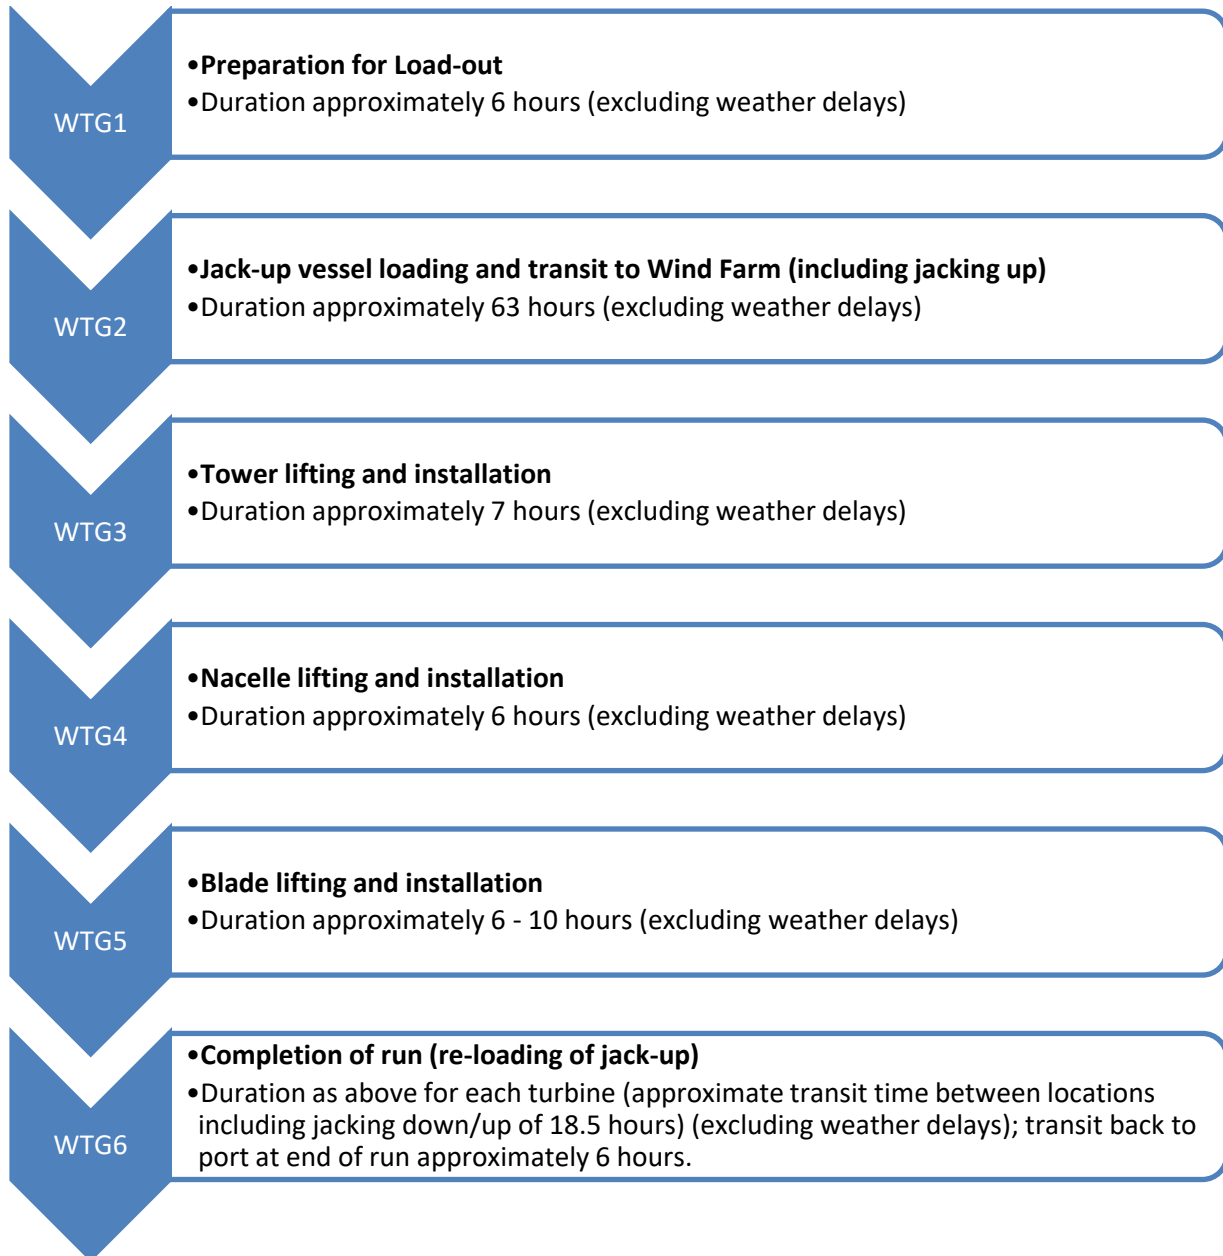 WTG1
•Preparation for Load-out
•Duration approximately 6 hours (excluding weather delays)
WTG2
•Jack-up vessel loading and transit to Wind Farm (including jacking up)
•Duration approximately 63 hours (excluding weather delays)
WTG3
•Tower lifting and installation
•Duration approximately 7 hours (excluding weather delays)
WTG4
•Nacelle lifting and installation
•Duration approximately 6 hours (excluding weather delays)
WTG5
•Blade lifting and installation
•Duration approximately 6 - 10 hours (excluding weather delays)
WTG6
•Completion of run (re-loading of jack-up)
•Duration as above for each turbine (approximate transit time between locations
including jacking down/up of 18.5 hours) (excluding weather delays); transit back to
port at end of run approximately 6 hours.